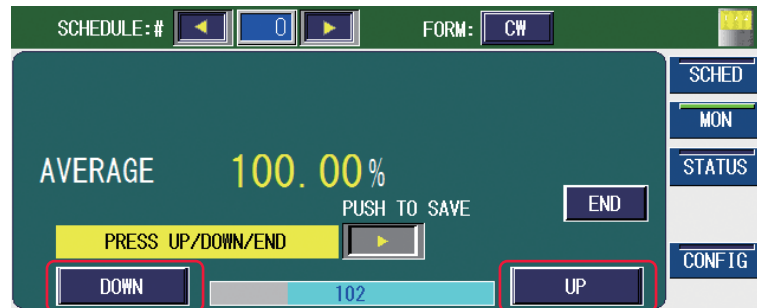 SCHEDULE:# 0 FORM: CW
SCHED
MON
STATUS
AVERAGE 100.00%
PUSH TO SAVE
END
PRESS UP/DOWN/END
CONFIG
DOWN 102 UP